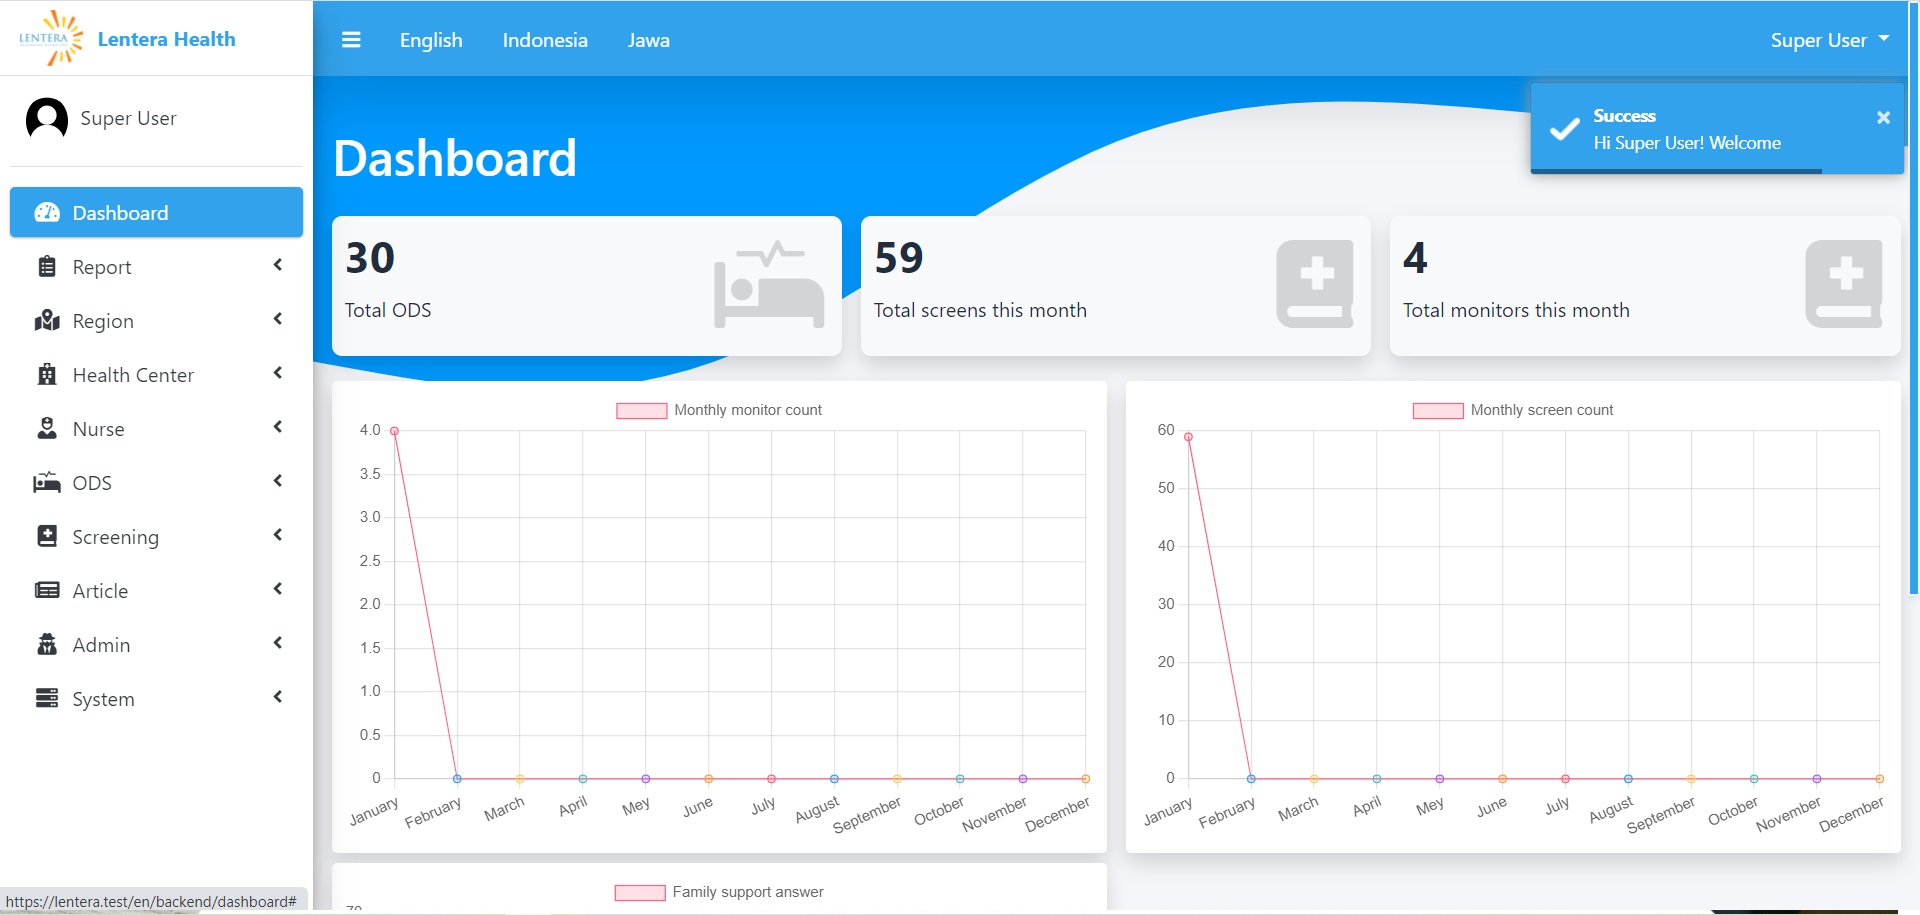 LENTERA
Lentera Health
English
Indonesia
Jawa
Super User
Super User
Success
Hi Super User! Welcome
Dashboard
Report
Region
Health Center
Nurse
ODS
Screening
Article
Admin
System
Dashboard
30
Total ODS
59
Total screens this month
4
Total monitors this month
Monthly monitor count
4.0
3.5
3.0
2.5
2.0
1.5
1.0
0.5
0
January
February
March
April
Mey
June
July
August
September
October
November
December
Monthly screen count
60
50
40
30
20
10
0
January
February
March
April
Mey
June
July
August
September
October
November
December
Family support answer
https://lentera.test/en/backend/dashboard#